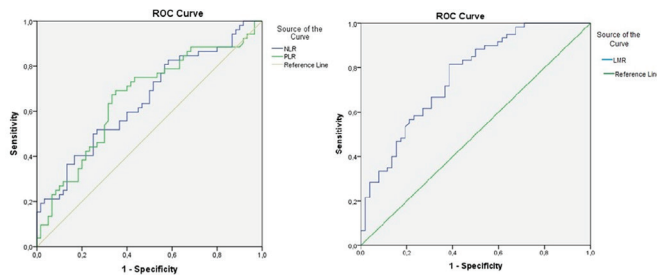 ROC Curve
Source of the
Curve
NLR
PLR
Reference Line
Sensitivity
1,0
0,8
0,6
0,4
0,2
0,0
0,0 0,2 0,4 0,6 0,8 1,0
1 - Specificity
ROC Curve
Source of the
Curve
LMR
Reference Line
Sensitivity
1,0
0,8
0,6
0,4
0,2
0,0
0,0 0,2 0,4 0,6 0,8 1,0
1 - Specificity